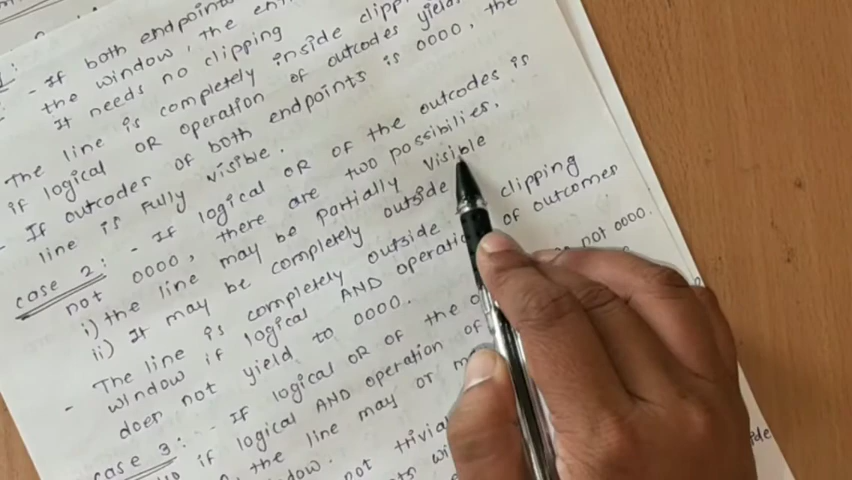 1:
- If both endpoint
the window, the en
It needs no clipping
The line is completely inside clipp
if logical OR operation of outcodes yield
- If outcodes of both endpoints is 0000, the
line is fully visible.
case 2: - If logical OR of the outcodes is
not 0000, there are two possibilies.
i) the line may be partially visible
ii) It may be completely outside
- The line is completely outside clipping
window if logical AND operatio of outcomes
does not yield to 0000. not 0000.
case 3: - If logical OR of the o
if logical AND operation of
the line may or m
ndow. not trivial